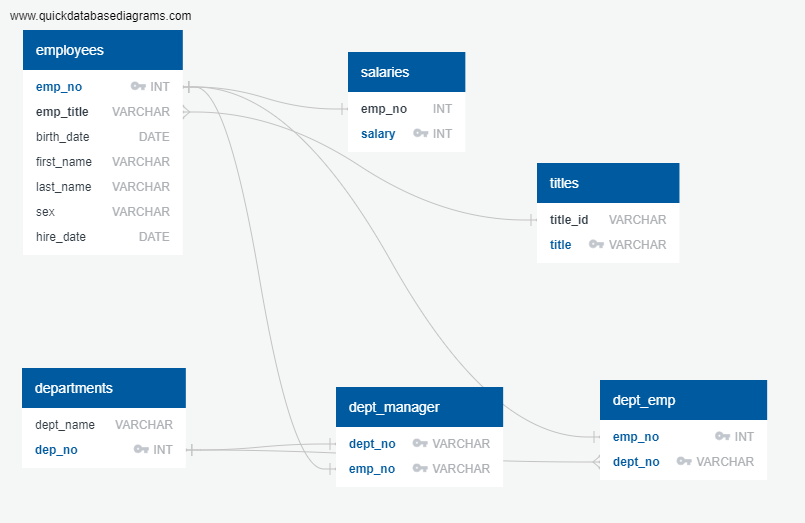 www.quickdatabasediagrams.com
employees
emp_no INT
emp_title VARCHAR
birth_date DATE
first_name VARCHAR
last_name VARCHAR
sex VARCHAR
hire_date DATE
salaries
emp_no INT
salary INT
titles
title_id VARCHAR
title VARCHAR
departments
dept_name VARCHAR
dep_no INT
dept_manager
dept_no VARCHAR
emp_no VARCHAR
dept_emp
emp_no INT
dept_no VARCHAR